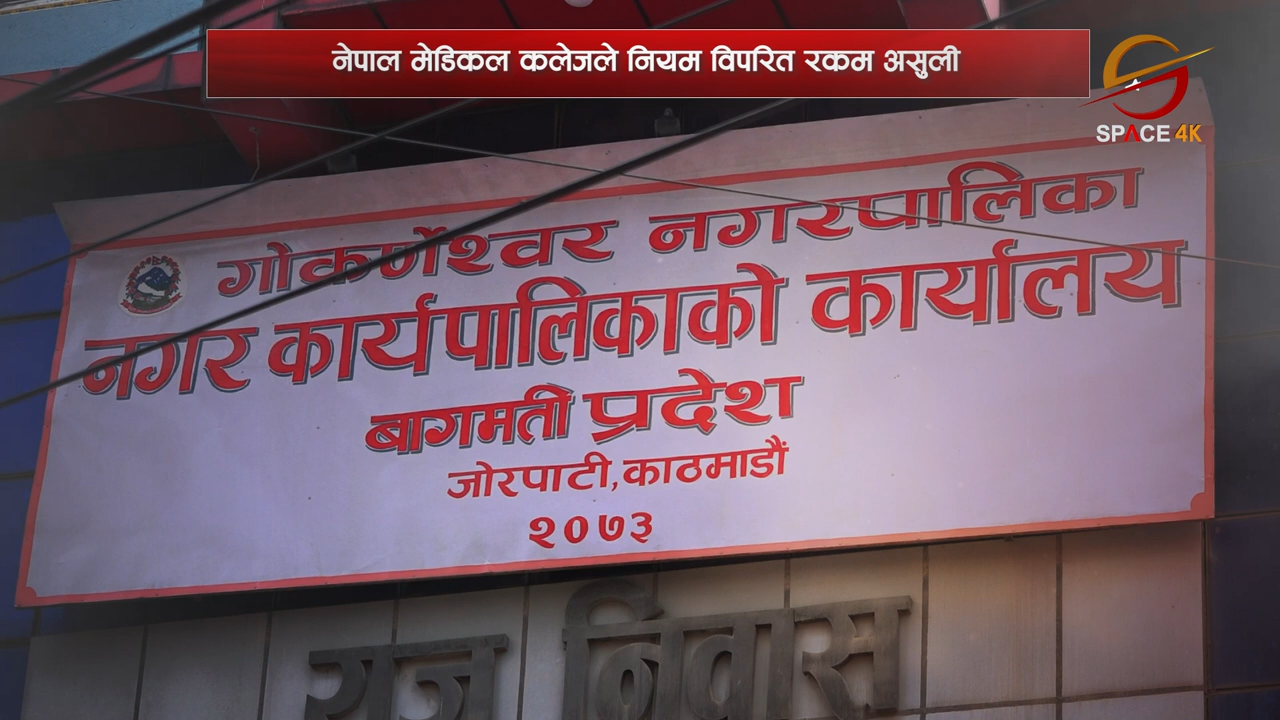 नेपाल मेडिकल कलेजले नियम विपरित रकम असुली
SPACE 4K
गोकर्णेश्वर नगरपालिका
नगर कार्यपालिकाको कार्यालय
बागमती प्रदेश
जोरपाटी,काठमाडौं
२०७३
राज निवास